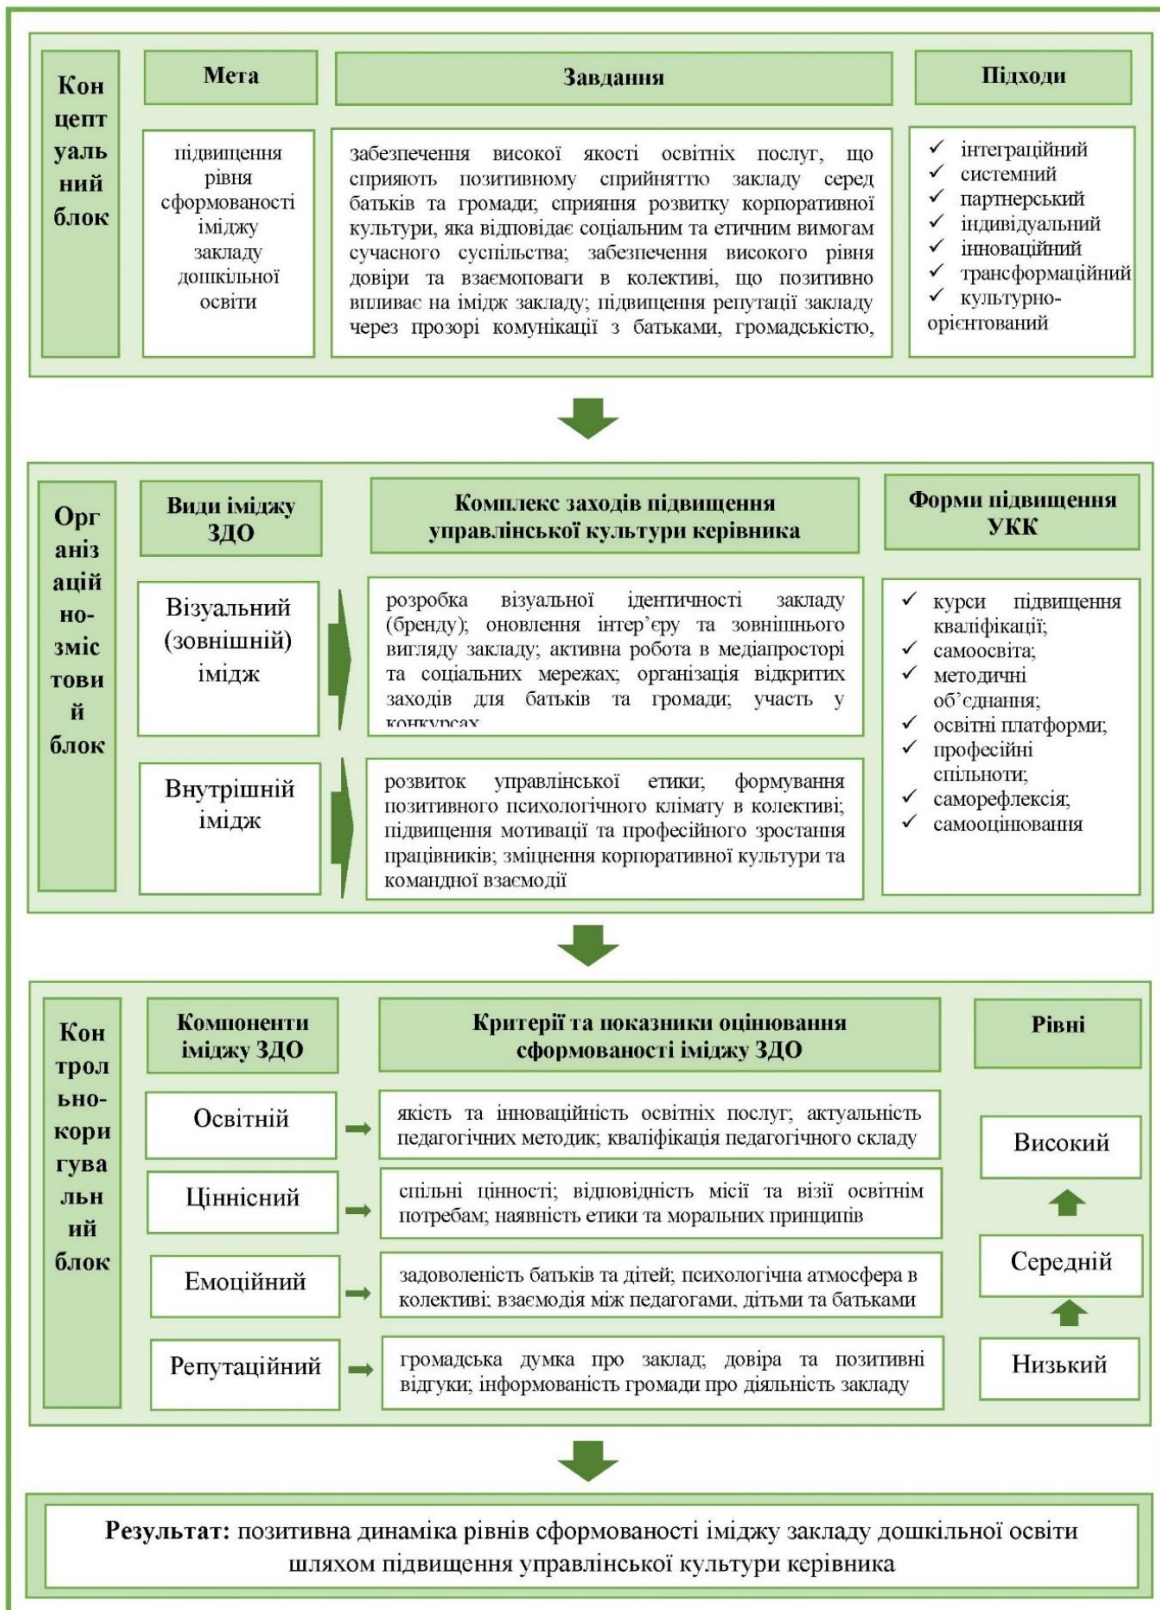 Кон
цепт
уаль
ний
блок
Мета
Завдання
Підходи
підвищення
рівня
сформованості
іміджу
закладу
дошкільної
освіти
забезпечення високої якості освітніх послуг, що
сприяють позитивному сприйняттю закладу серед
батьків та громади; сприяння розвитку корпоративної
культури, яка відповідає соціальним та етичним вимогам
сучасного суспільства; забезпечення високого рівня
довіри та взаємоповаги в колективі, що позитивно
впливає на імідж закладу; підвищення репутації закладу
через прозорі комунікації з батьками, громадськістю,
✓ інтеграційний
✓ системний
✓ партнерський
✓ індивідуальний
✓ інноваційний
✓ трансформаційний
✓ культурно-
орієнтований
Орг
аніз
ацій
но-
зміс
тови
й
блок
Види іміджу
ЗДО
Комплекс заходів підвищення
управлінської культури керівника
Форми підвищення
УКК
Візуальний
(зовнішній)
імідж
розробка візуальної ідентичності закладу
(бренду); оновлення інтер’єру та зовнішнього
вигляду закладу; активна робота в медіапросторі
та соціальних мережах; організація відкритих
заходів для батьків та громади; участь у
конкурсах
Внутрішній
імідж
розвиток управлінської етики; формування
позитивного психологічного клімату в колективі;
підвищення мотивації та професійного зростання
працівників; зміцнення корпоративної культури та
командної взаємодії
✓ курси підвищення
кваліфікації;
✓ самоосвіта;
✓ методичні
об’єднання;
✓ освітні платформи;
✓ професійні
спільноти;
✓ саморефлексія;
✓ самооцінювання
Кон
трол
ьно-
кори
гува
льн
ий
блок
Компоненти
іміджу ЗДО
Критерії та показники оцінювання
сформованості іміджу ЗДО
Рівні
Освітній
якість та інноваційність освітніх послуг; актуальність
педагогічних методик; кваліфікація педагогічного складу
Ціннісний
спільні цінності; відповідність місії та візії освітнім
потребам; наявність етики та моральних принципів
Емоційний
задоволеність батьків та дітей; психологічна атмосфера в
колективі; взаємодія між педагогами, дітьми та батьками
Репутаційний
громадська думка про заклад; довіра та позитивні
відгуки; інформованість громади про діяльність закладу
Високий
Середній
Низький
Результат: позитивна динаміка рівнів сформованості іміджу закладу дошкільної освіти
шляхом підвищення управлінської культури керівника